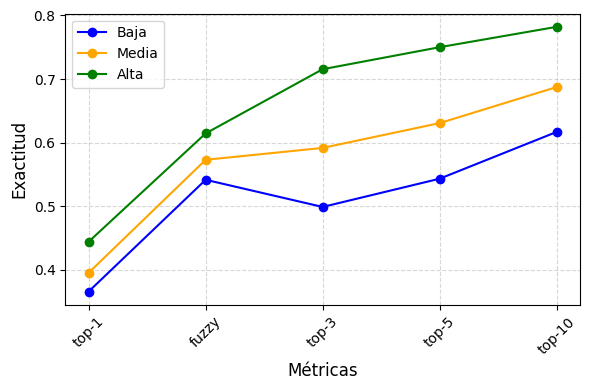 Baja
Media
Alta
0.8
0.7
0.6
0.5
0.4
Exactitud
top-1
fuzzy
top-3
top-5
top-10
Métricas